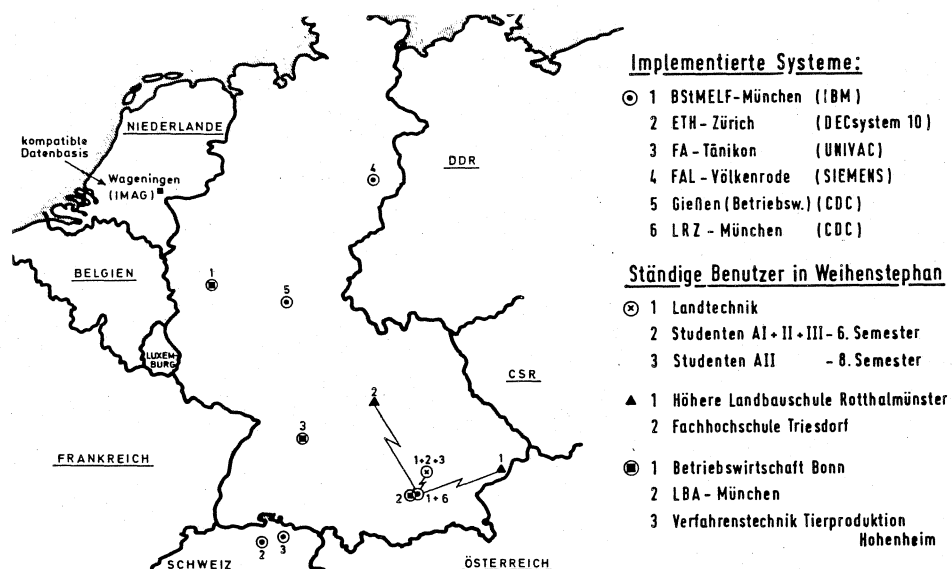 NIEDERLANDE
kompatible
Datenbasis
Wageningen
(IMAG)
BELGIEN
LUXEM-
BURG
FRANKREICH
SCHWEIZ
ÖSTERREICH
CSR
DDR
4
1
5
2
3
1+2+3
1
2
1+6
2
3
Implementierte Systeme:
1 BStMELF-München (IBM)
2 ETH - Zürich (DECsystem 10)
3 FA - Tänikon (UNIVAC)
4 FAL - Völkenrode (SIEMENS)
5 Gießen (Betriebsw.) (CDC)
6 LRZ - München (CDC)
Ständige Benutzer in Weihenstephan
1 Landtechnik
2 Studenten AI + II + III - 6. Semester
3 Studenten AII - 8. Semester
1 Höhere Landbauschule Rotthalmünster
2 Fachhochschule Triesdorf
1 Betriebswirtschaft Bonn
2 LBA - München
3 Verfahrenstechnik Tierproduktion
Hohenheim